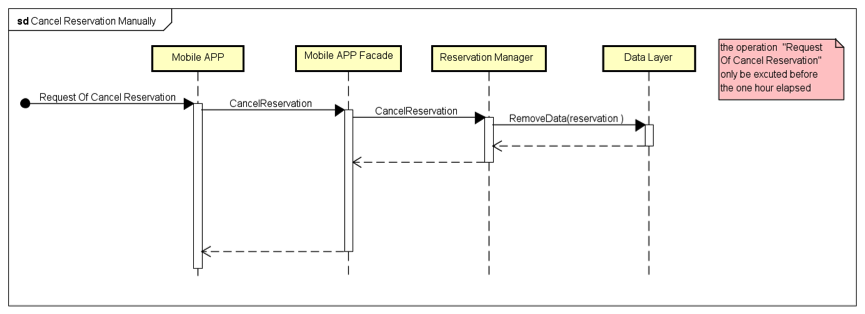 sd Cancel Reservation Manually
Mobile APP
Mobile APP Facade
Reservation Manager
Data Layer
the operation "Request
Of Cancel Reservation"
only be excuted before
the one hour elapsed
Request Of Cancel Reservation
CancelReservation
CancelReservation
RemoveData(reservation )